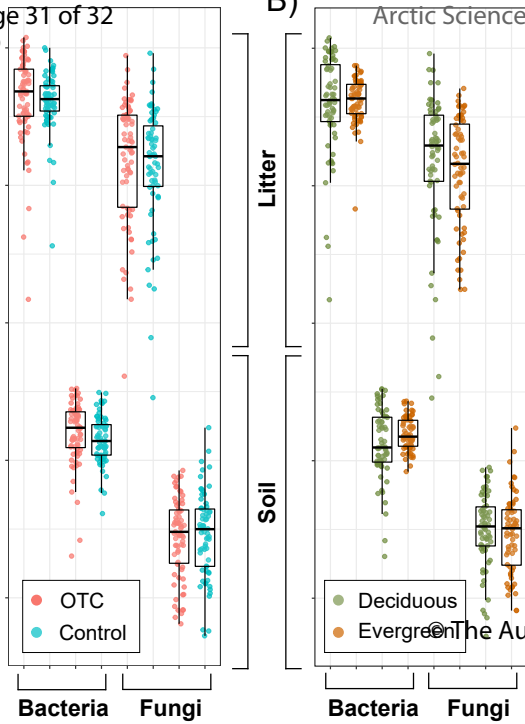 ge 31 of 32
B)
Arctic Science
Litter
Soil
OTC
Control
Deciduous
Evergreen
© The Au
Bacteria
Fungi
Bacteria
Fungi